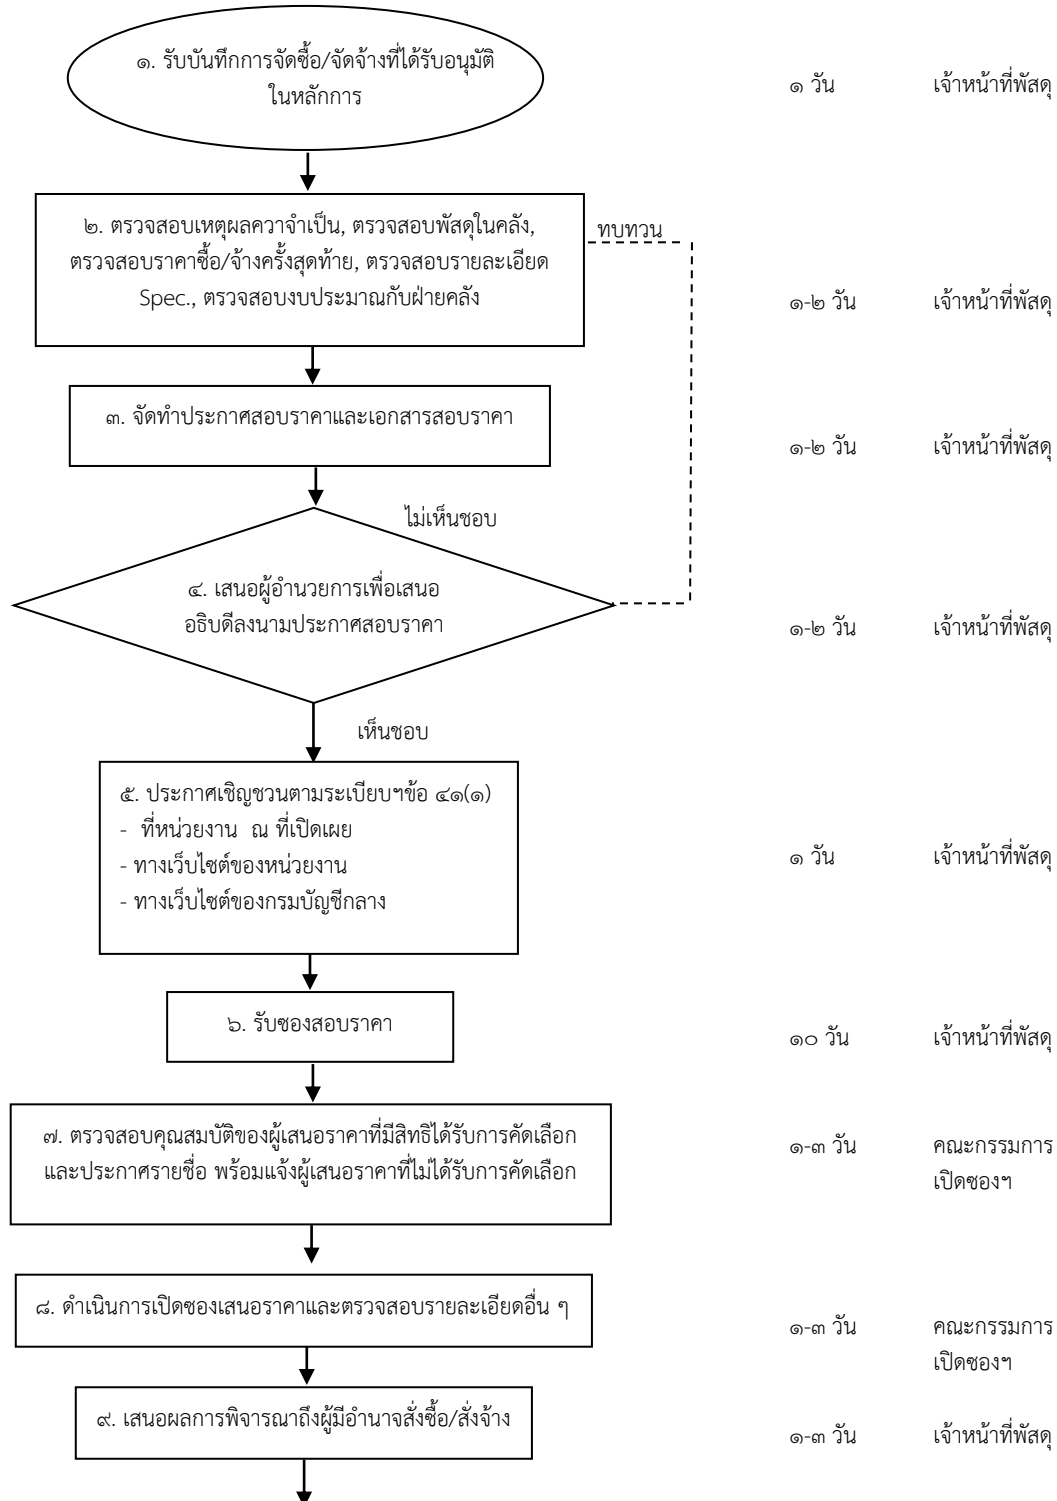 ๑. รับบันทึกการจัดซื้อ/จัดจ้างที่ได้รับอนุมัติ
ในหลักการ
๑ วัน เจ้าหน้าที่พัสดุ
๒. ตรวจสอบเหตุผลควาจำเป็น, ตรวจสอบพัสดุในคลัง,
ตรวจสอบราคาซื้อ/จ้างครั้งสุดท้าย, ตรวจสอบรายละเอียด
Spec., ตรวจสอบงบประมาณกับฝ่ายคลัง
ทบทวน
๑-๒ วัน เจ้าหน้าที่พัสดุ
๓. จัดทำประกาศสอบราคาและเอกสารสอบราคา
๑-๒ วัน เจ้าหน้าที่พัสดุ
ไม่เห็นชอบ
๔. เสนอผู้อำนวยการเพื่อเสนอ
อธิบดีลงนามประกาศสอบราคา
๑-๒ วัน เจ้าหน้าที่พัสดุ
เห็นชอบ
๕. ประกาศเชิญชวนตามระเบียบฯข้อ ๔๑(๑)
- ที่หน่วยงาน ณ ที่เปิดเผย
- ทางเว็บไซต์ของหน่วยงาน
- ทางเว็บไซต์ของกรมบัญชีกลาง
๑ วัน เจ้าหน้าที่พัสดุ
๖. รับซองสอบราคา
๑๐ วัน เจ้าหน้าที่พัสดุ
๗. ตรวจสอบคุณสมบัติของผู้เสนอราคาที่มีสิทธิได้รับการคัดเลือก
และประกาศรายชื่อ พร้อมแจ้งผู้เสนอราคาที่ไม่ได้รับการคัดเลือก
๑-๓ วัน คณะกรรมการ
เปิดซองฯ
๘. ดำเนินการเปิดซองเสนอราคาและตรวจสอบรายละเอียดอื่น ๆ
๑-๓ วัน คณะกรรมการ
เปิดซองฯ
๙. เสนอผลการพิจารณาถึงผู้มีอำนาจสั่งซื้อ/สั่งจ้าง
๑-๓ วัน เจ้าหน้าที่พัสดุ